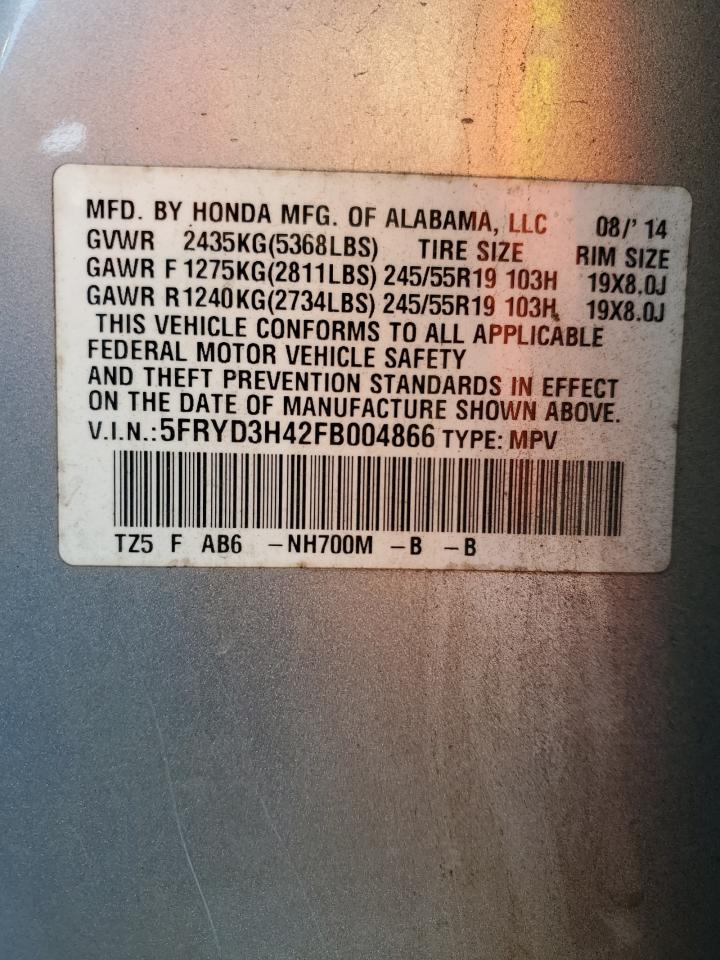 MFD. BY HONDA MFG. OF ALABAMA, LLC 08/' 14
GVWR 2435KG(5368LBS) TIRE SIZE RIM SIZE
GAWR F 1275KG(2811LBS) 245/55R19 103H 19X8.0J
GAWR R1240KG(2734LBS) 245/55R19 103H 19X8.0J
THIS VEHICLE CONFORMS TO ALL APPLICABLE
FEDERAL MOTOR VEHICLE SAFETY
AND THEFT PREVENTION STANDARDS IN EFFECT
ON THE DATE OF MANUFACTURE SHOWN ABOVE.
V.I.N.: 5FRYD3H42FB004866 TYPE: MPV
TZ5 F AB6 -NH700M -B -B